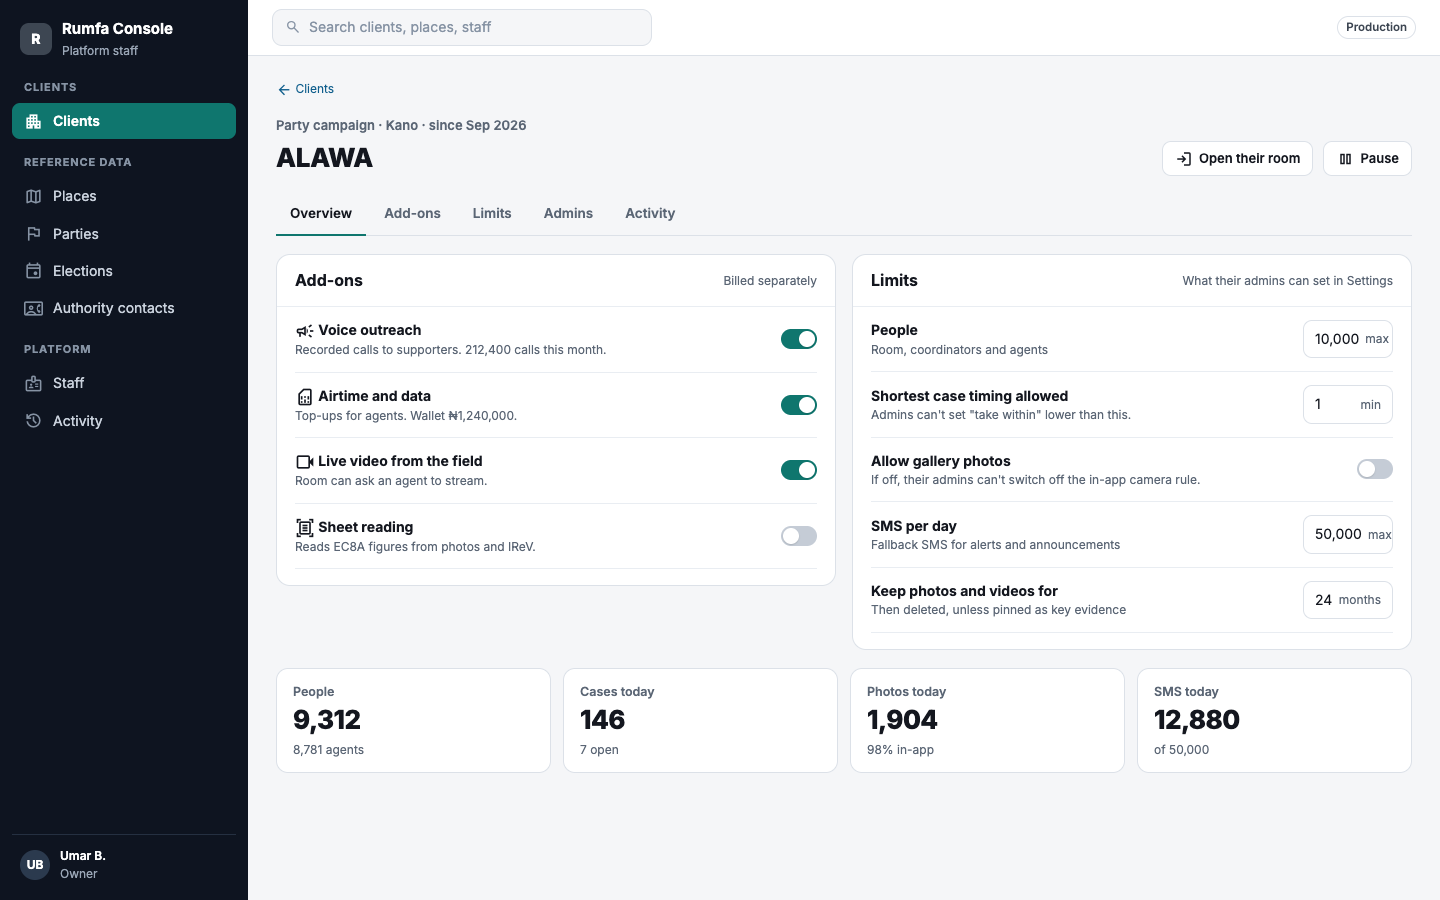 R
Rumfa Console
Platform staff
CLIENTS
Clients
REFERENCE DATA
Places
Parties
Elections
Authority contacts
PLATFORM
Staff
Activity
UB
Umar B.
Owner
Search clients, places, staff
Production
Clients
Party campaign · Kano · since Sep 2026
ALAWA
Open their room
Pause
Overview
Add-ons
Limits
Admins
Activity
Add-ons
Billed separately
Voice outreach
Recorded calls to supporters. 212,400 calls this month.
Airtime and data
Top-ups for agents. Wallet ₦1,240,000.
Live video from the field
Room can ask an agent to stream.
Sheet reading
Reads EC8A figures from photos and IReV.
Limits
What their admins can set in Settings
People
Room, coordinators and agents
10,000 max
Shortest case timing allowed
Admins can't set "take within" lower than this.
1 min
Allow gallery photos
If off, their admins can't switch off the in-app camera rule.
SMS per day
Fallback SMS for alerts and announcements
50,000 max
Keep photos and videos for
Then deleted, unless pinned as key evidence
24 months
People
9,312
8,781 agents
Cases today
146
7 open
Photos today
1,904
98% in-app
SMS today
12,880
of 50,000